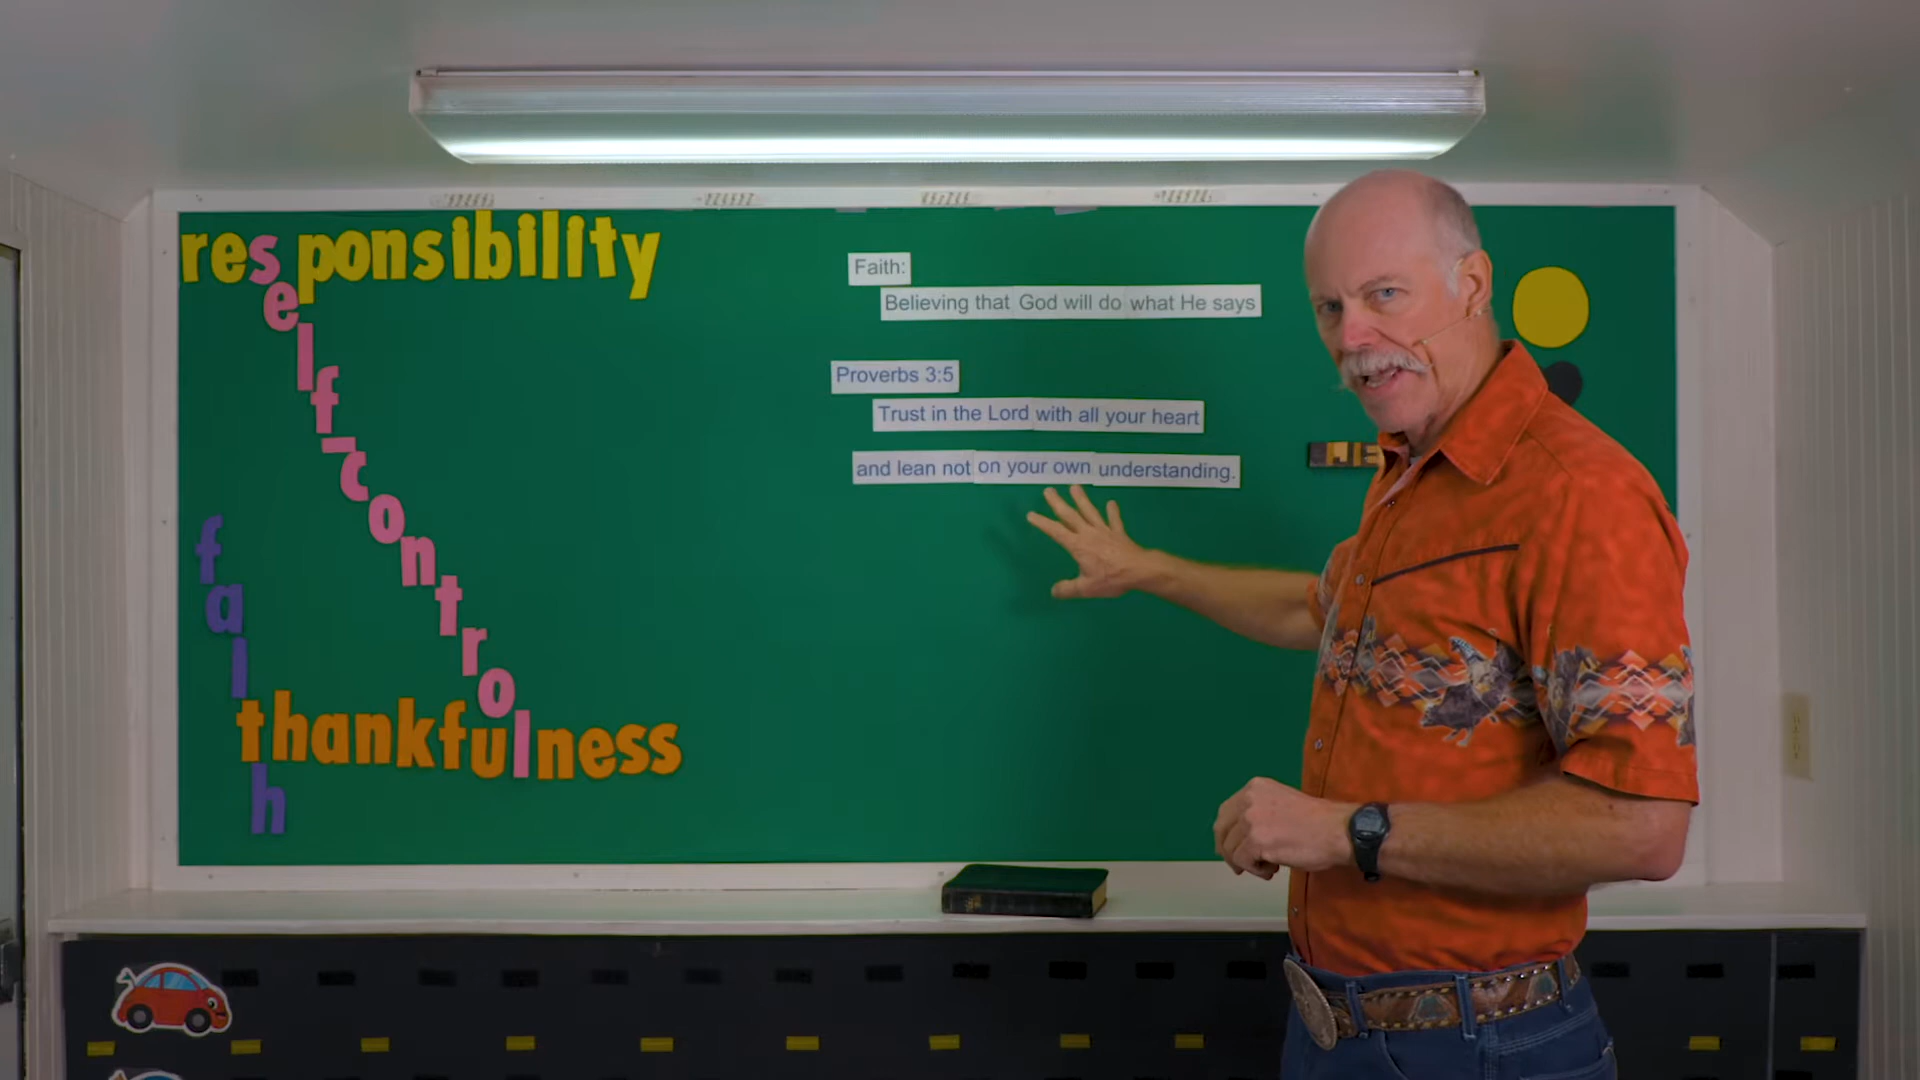 responsibility
self-control
faith
thankfulness
Faith:
Believing that God will do what He says
Proverbs 3:5
Trust in the Lord with all your heart
and lean not on your own understanding.